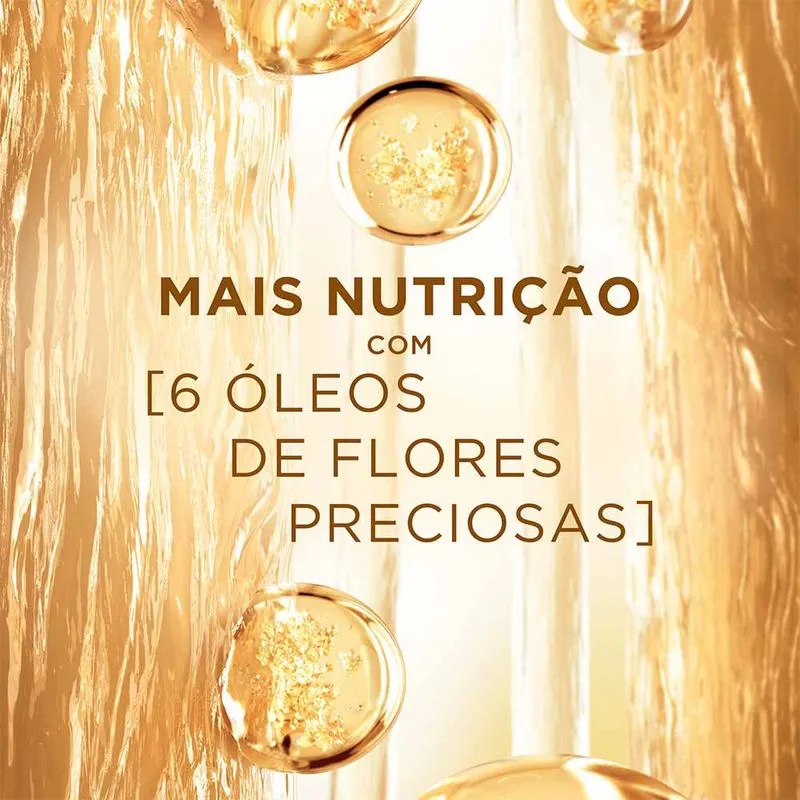 MAIS NUTRIÇÃO
COM
[6 ÓLEOS
DE FLORES
PRECIOSAS]